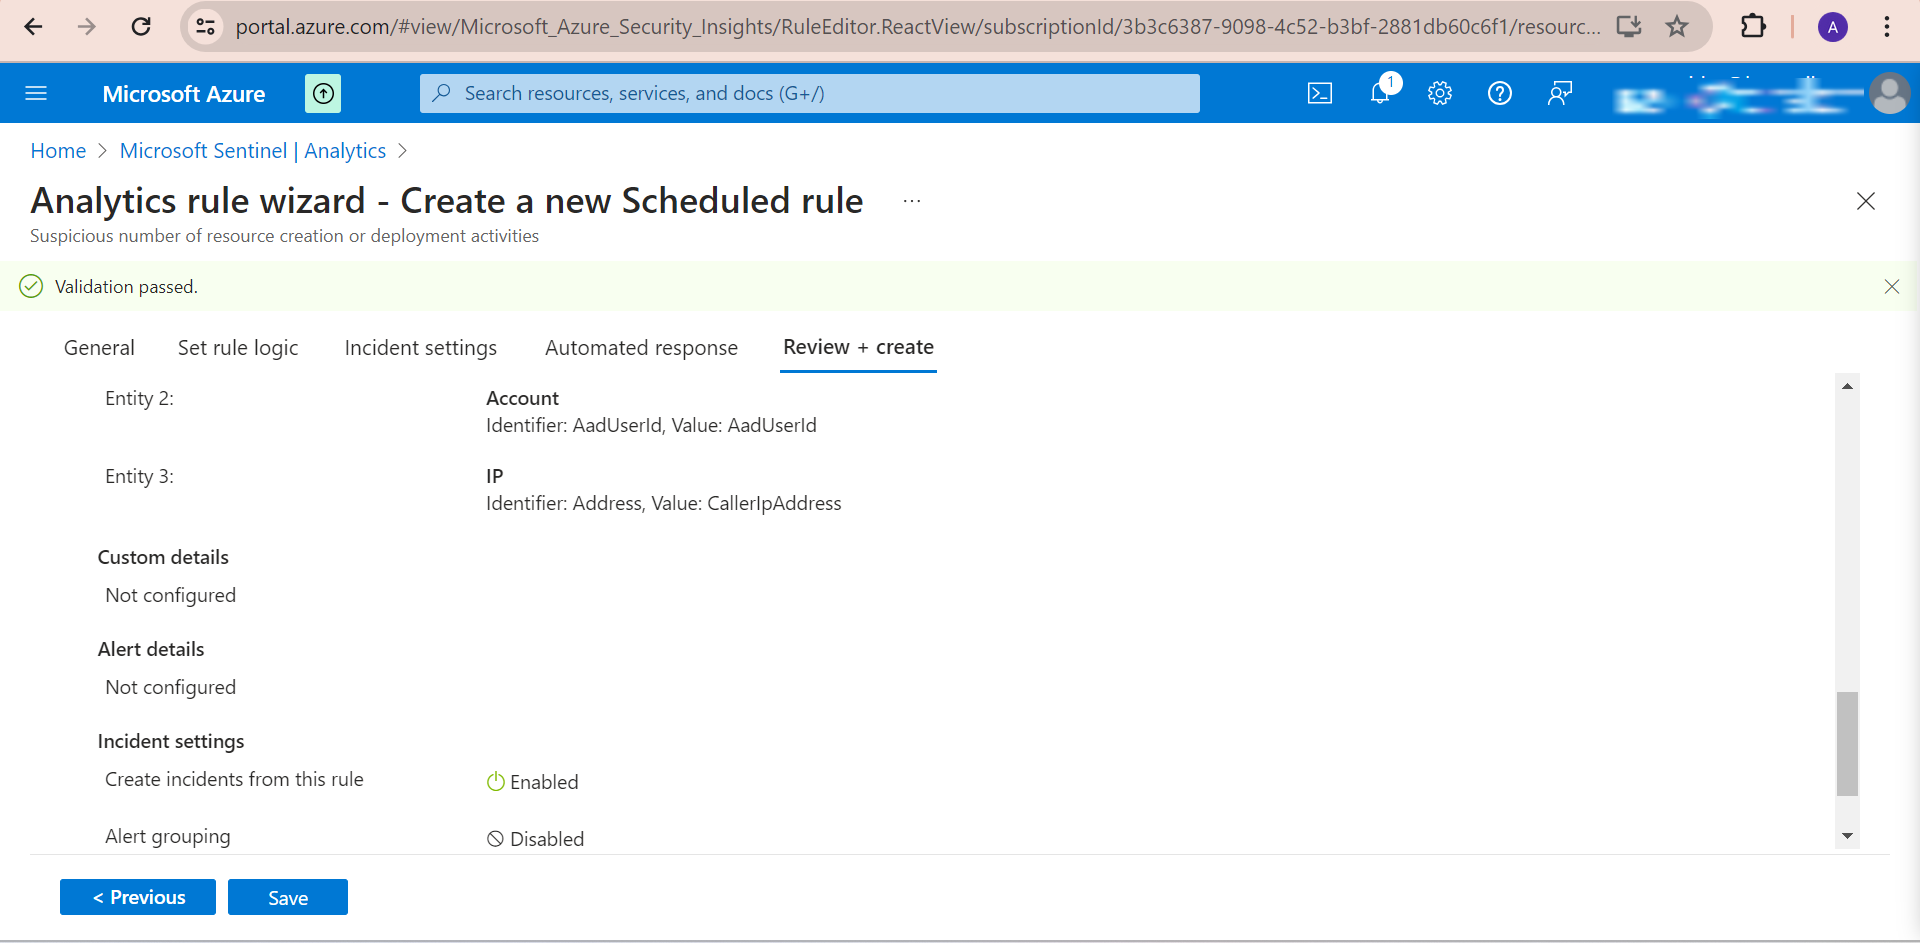 portal.azure.com/#view/Microsoft_Azure_Security_Insights/RuleEditor.ReactView/subscriptionId/3b3c6387-9098-4c52-b3bf-2881db60c6f1/resourc...
A
Microsoft Azure
Search resources, services, and docs (G+/)
1
Home > Microsoft Sentinel | Analytics >
Analytics rule wizard - Create a new Scheduled rule ...
Suspicious number of resource creation or deployment activities
Validation passed.
General Set rule logic Incident settings Automated response Review + create
Entity 2: Account
Identifier: AadUserId, Value: AadUserId
Entity 3: IP
Identifier: Address, Value: CallerIpAddress
Custom details
Not configured
Alert details
Not configured
Incident settings
Create incidents from this rule Enabled
Alert grouping Disabled
< Previous Save